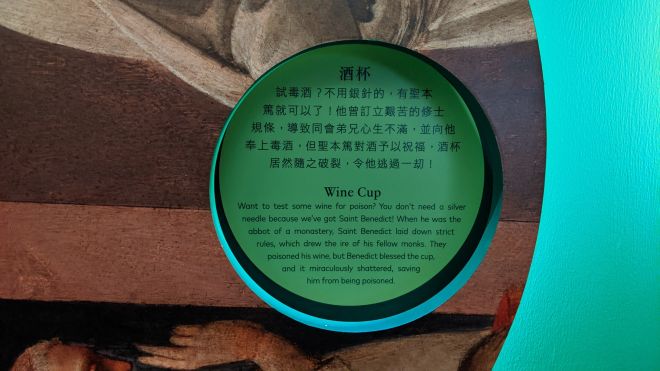 酒杯
試毒酒？不用銀針的，有聖本
篤就可以了！他曾訂立艱苦的修士
規條，導致同會弟兄心生不滿，並向他
奉上毒酒，但聖本篤對酒予以祝福，酒杯
居然隨之破裂，令他逃過一劫！
Wine Cup
Want to test some wine for poison? You don't need a silver
needle because we've got Saint Benedict! When he was the
abbot of a monastery, Saint Benedict laid down strict
rules, which drew the ire of his fellow monks. They
poisoned his wine, but Benedict blessed the cup,
and it miraculously shattered, saving
him from being poisoned.